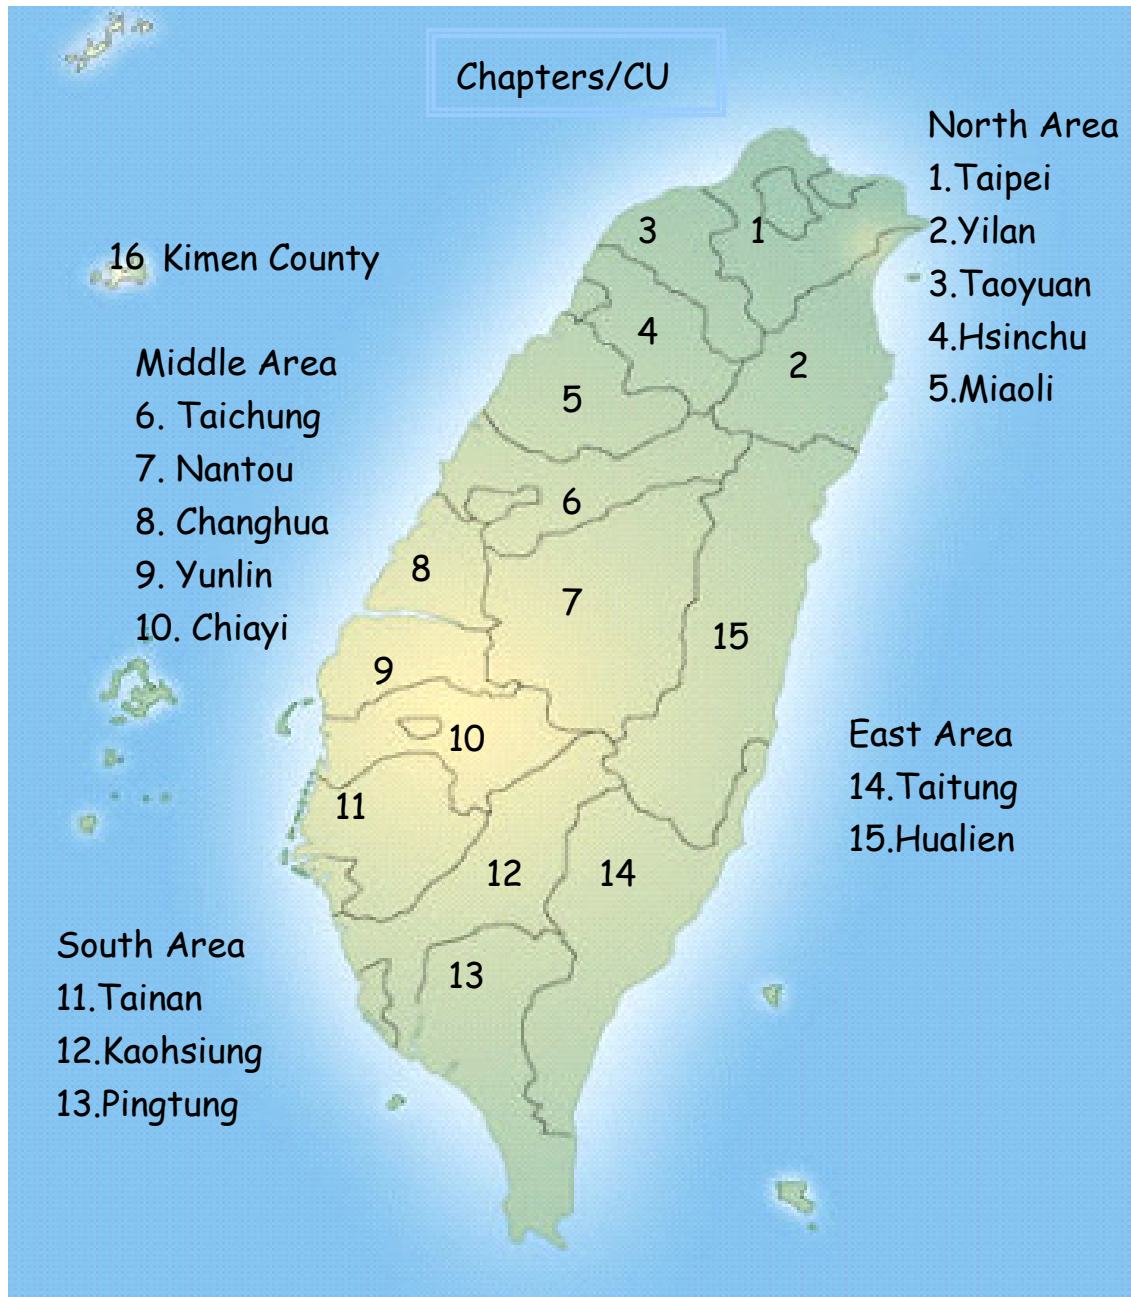 Chapters/CU
North Area
1.Taipei
2.Yilan
3.Taoyuan
4.Hsinchu
5.Miaoli
16 Kimen County
Middle Area
6. Taichung
7. Nantou
8. Changhua
9. Yunlin
10. Chiayi
East Area
14.Taitung
15.Hualien
South Area
11.Tainan
12.Kaohsiung
13.Pingtung
3
1
4
2
5
6
8
7
15
9
10
11
12
14
13